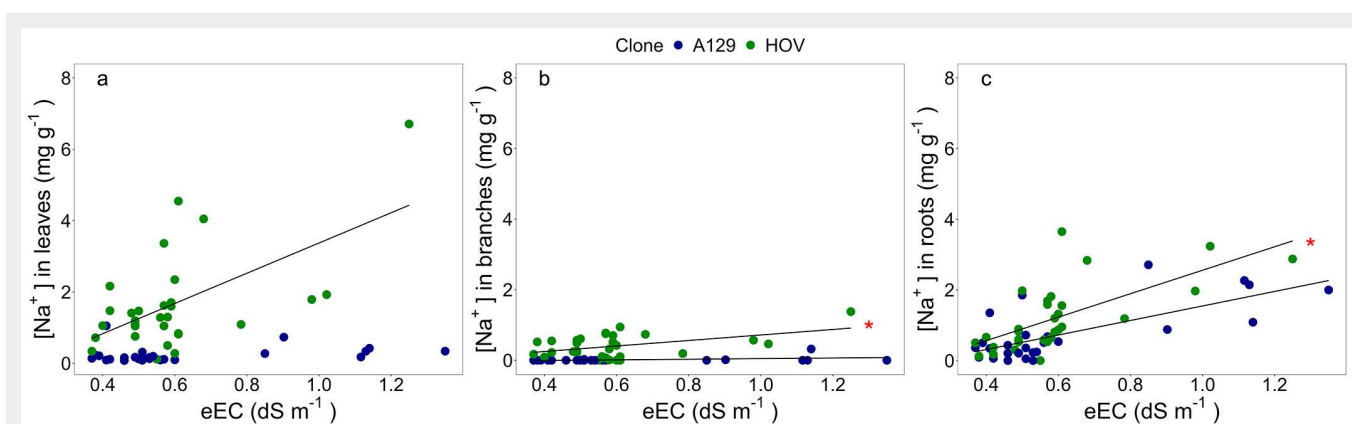 Clone A129 HOV
a
[Na+] in leaves (mg g-1)
8
6
4
2
0
0.4 0.6 0.8 1.0 1.2
eEC (dS m-1)
b
[Na+] in branches (mg g-1)
8
6
4
2
0
*
0.4 0.6 0.8 1.0 1.2
eEC (dS m-1)
c
[Na+] in roots (mg g-1)
8
6
4
2
0
*
0.4 0.6 0.8 1.0 1.2
eEC (dS m-1)